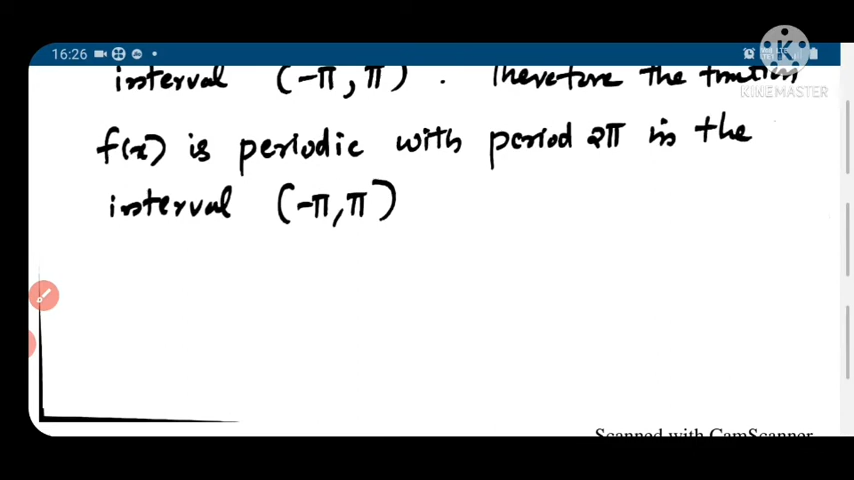 16:26
KINEMASTER
interval (-π, π). Therefore the function
f(x) is periodic with period 2π in the
interval (-π, π)
Scanned with CamScanner